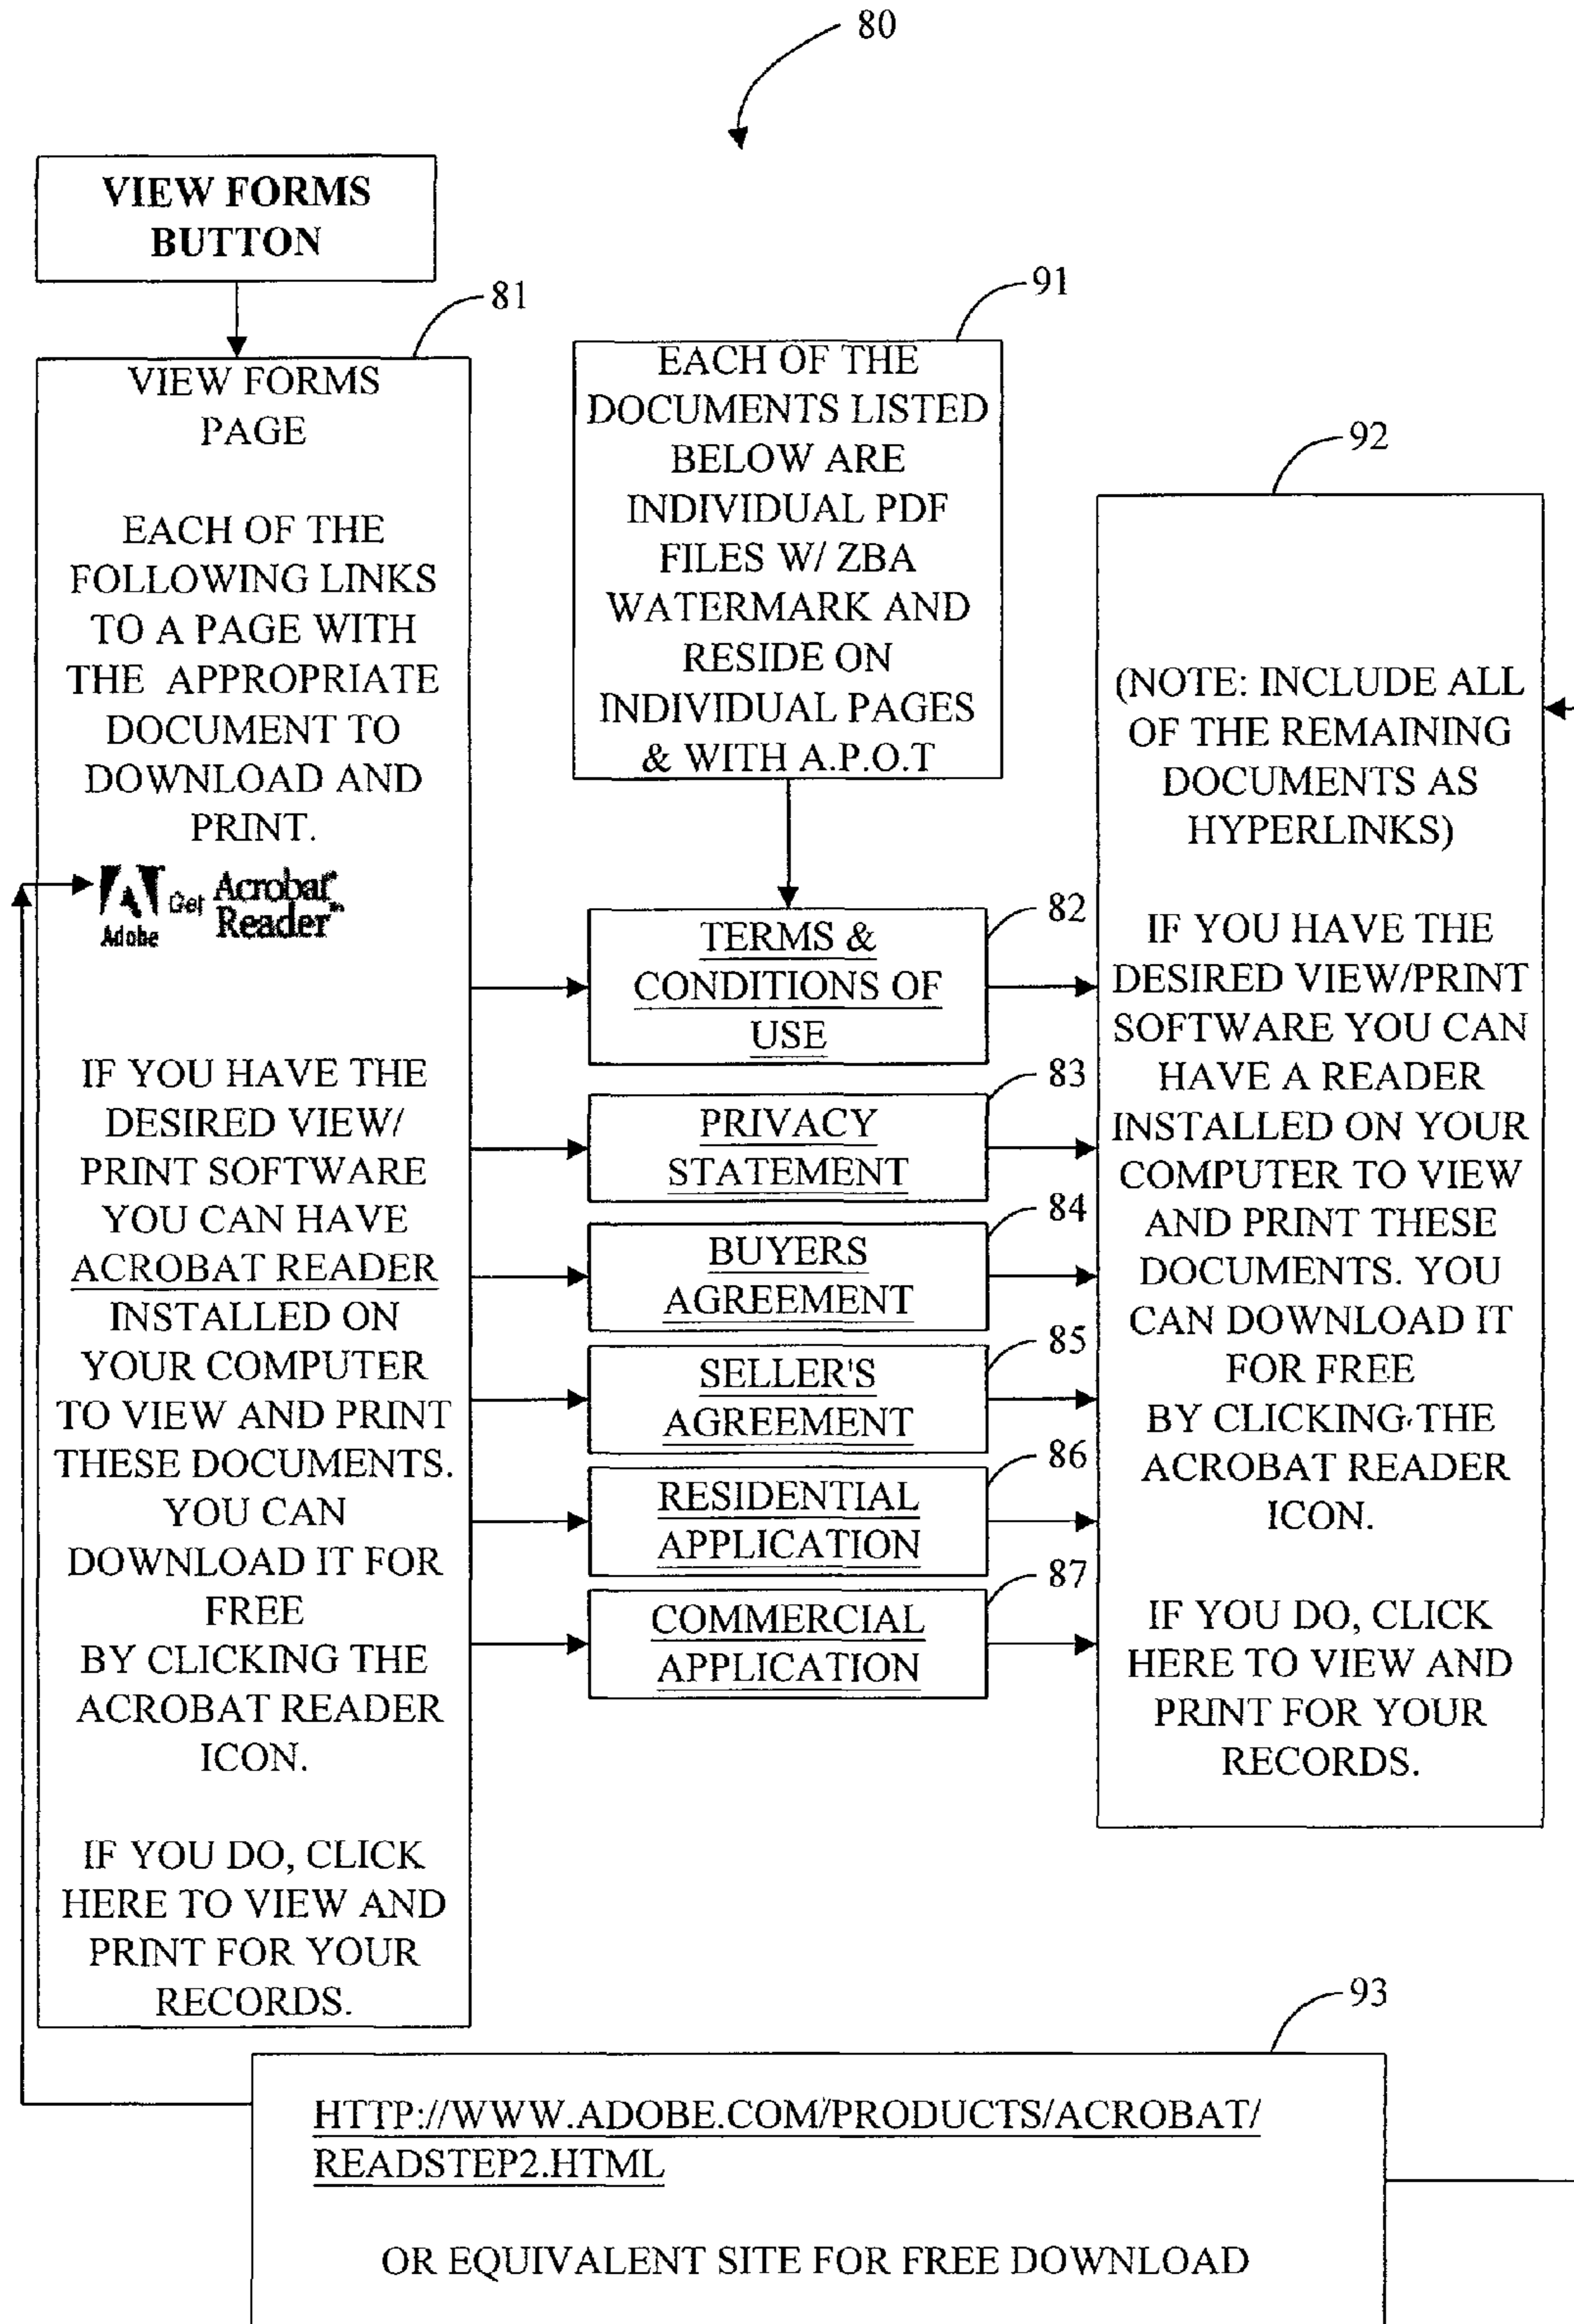 80
VIEW FORMS
BUTTON
81
VIEW FORMS
PAGE
EACH OF THE
FOLLOWING LINKS
TO A PAGE WITH
THE APPROPRIATE
DOCUMENT TO
DOWNLOAD AND
PRINT.
Adobe
Get Acrobat
Reader
IF YOU HAVE THE
DESIRED VIEW/
PRINT SOFTWARE
YOU CAN HAVE
ACROBAT READER
INSTALLED ON
YOUR COMPUTER
TO VIEW AND PRINT
THESE DOCUMENTS.
YOU CAN
DOWNLOAD IT FOR
FREE
BY CLICKING THE
ACROBAT READER
ICON.
IF YOU DO, CLICK
HERE TO VIEW AND
PRINT FOR YOUR
RECORDS.
91
EACH OF THE
DOCUMENTS LISTED
BELOW ARE
INDIVIDUAL PDF
FILES W/ ZBA
WATERMARK AND
RESIDE ON
INDIVIDUAL PAGES
& WITH A.P.O.T
82
TERMS &
CONDITIONS OF
USE
83
PRIVACY
STATEMENT
84
BUYERS
AGREEMENT
85
SELLER'S
AGREEMENT
86
RESIDENTIAL
APPLICATION
87
COMMERCIAL
APPLICATION
92
(NOTE: INCLUDE ALL
OF THE REMAINING
DOCUMENTS AS
HYPERLINKS)
IF YOU HAVE THE
DESIRED VIEW/PRINT
SOFTWARE YOU CAN
HAVE A READER
INSTALLED ON YOUR
COMPUTER TO VIEW
AND PRINT THESE
DOCUMENTS. YOU
CAN DOWNLOAD IT
FOR FREE
BY CLICKING THE
ACROBAT READER
ICON.
IF YOU DO, CLICK
HERE TO VIEW AND
PRINT FOR YOUR
RECORDS.
93
HTTP://WWW.ADOBE.COM/PRODUCTS/ACROBAT/
READSTEP2.HTML
OR EQUIVALENT SITE FOR FREE DOWNLOAD